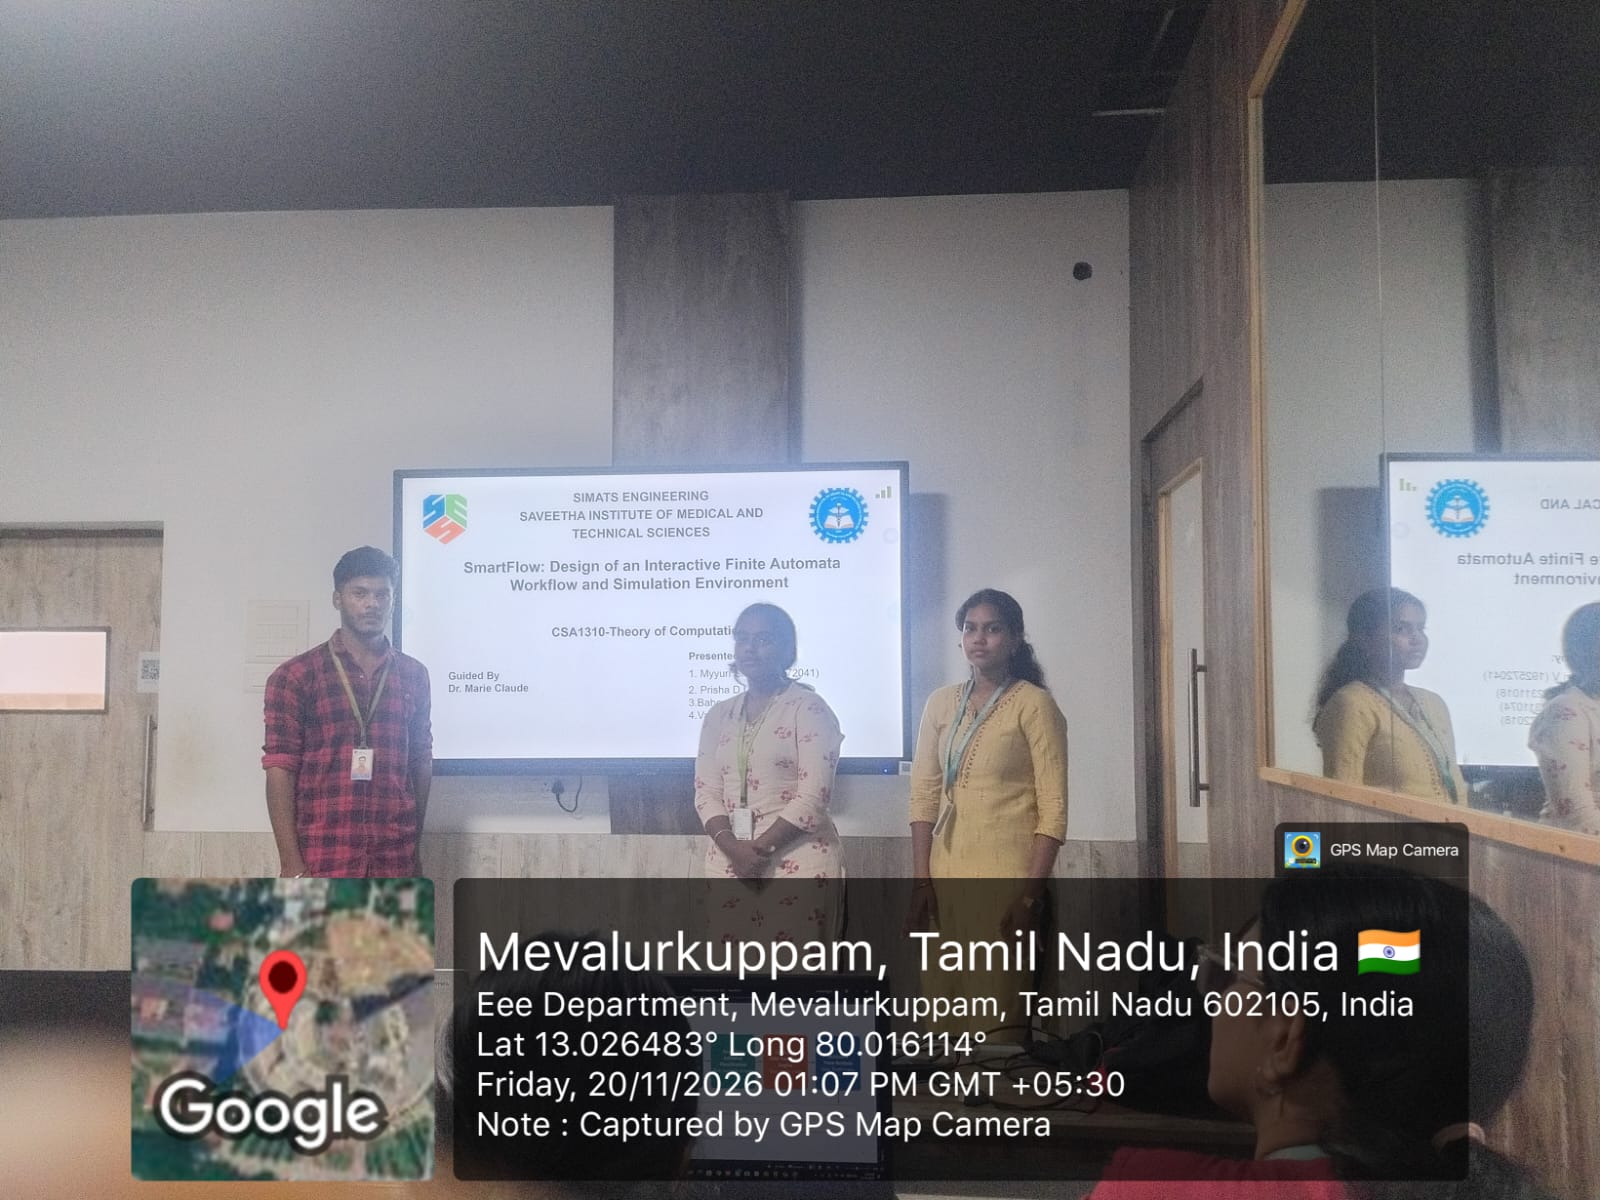 SIMATS ENGINEERING
SAVEETHA INSTITUTE OF MEDICAL AND
TECHNICAL SCIENCES
SmartFlow: Design of an Interactive Finite Automata
Workflow and Simulation Environment
CSA1310-Theory of
Guided By
Dr. Marie Claude
1.
2. Prisha D
3.
4.
GPS Map Camera
Mevalurkuppam, Tamil Nadu, India
Eee Department, Mevalurkuppam, Tamil Nadu 602105, India
Lat 13.026483° Long 80.016114°
Friday, 20/11/2026 01:07 PM GMT +05:30
Note : Captured by GPS Map Camera
Google